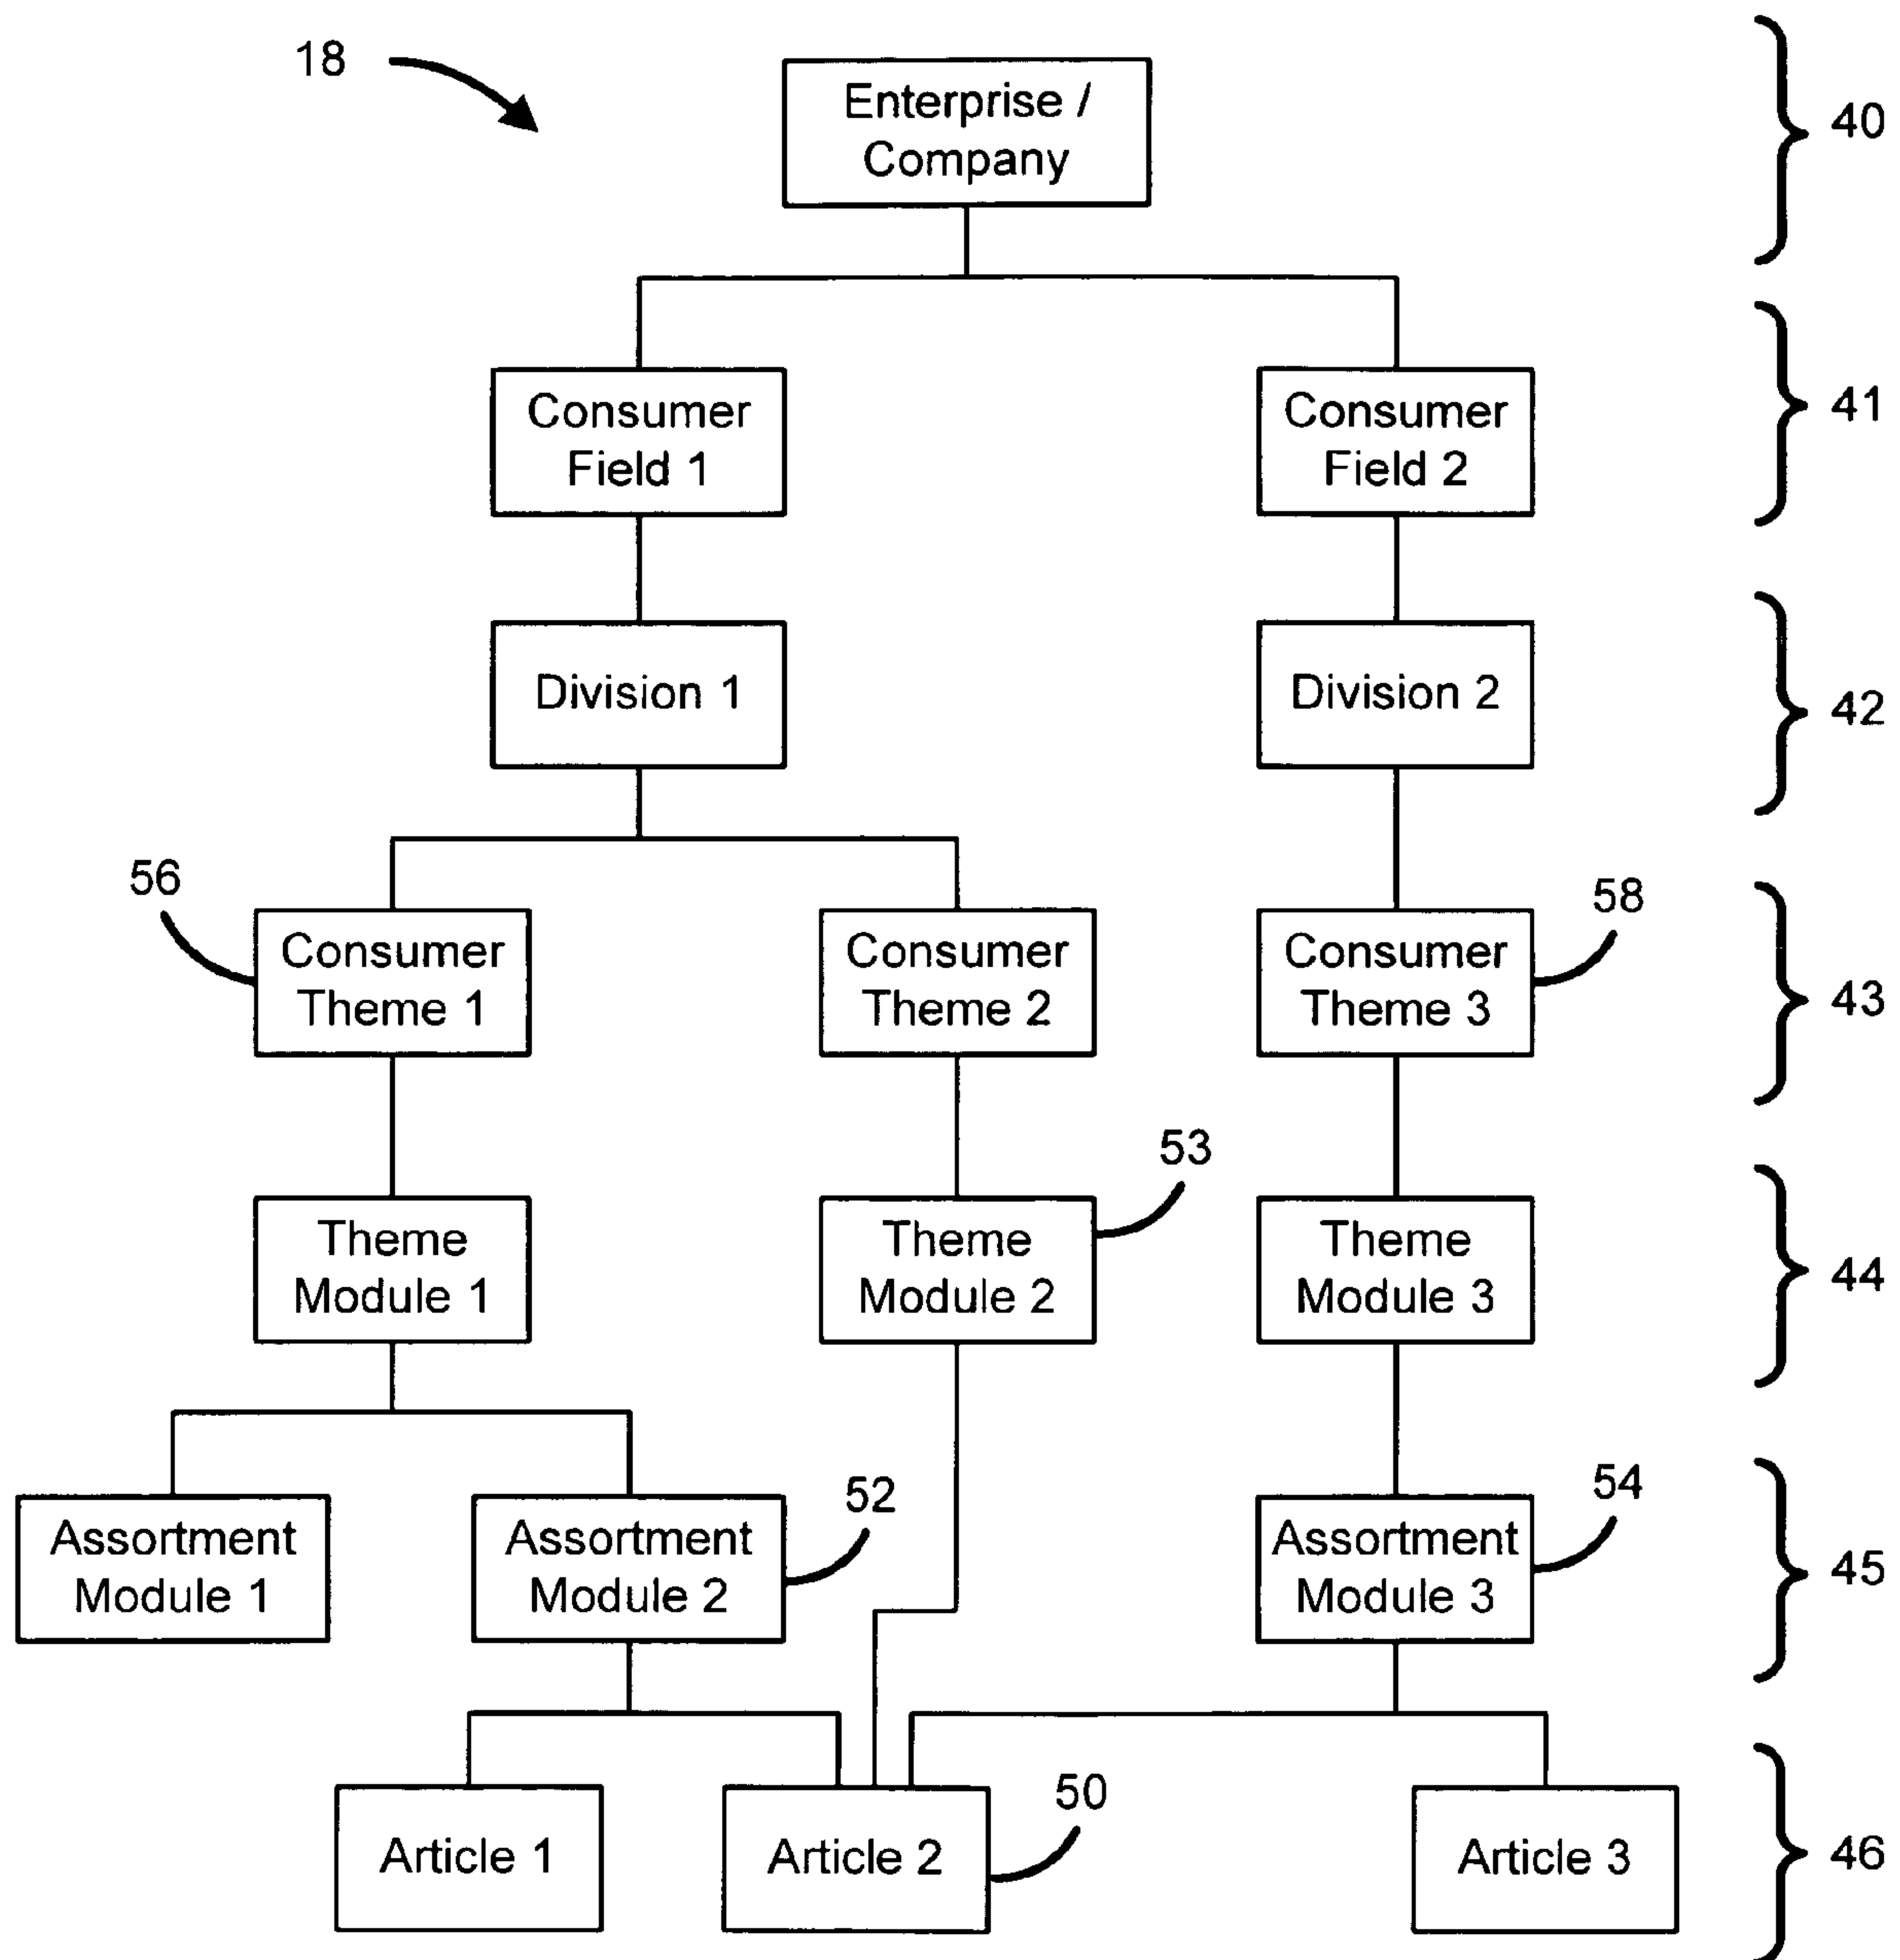 18
Enterprise /
Company
40
Consumer
Field 1
Consumer
Field 2
41
Division 1
Division 2
42
56
Consumer
Theme 1
Consumer
Theme 2
Consumer
Theme 3
58
43
53
Theme
Module 1
Theme
Module 2
Theme
Module 3
44
Assortment
Module 1
Assortment
Module 2
52
Assortment
Module 3
54
45
Article 1
Article 2
50
Article 3
46